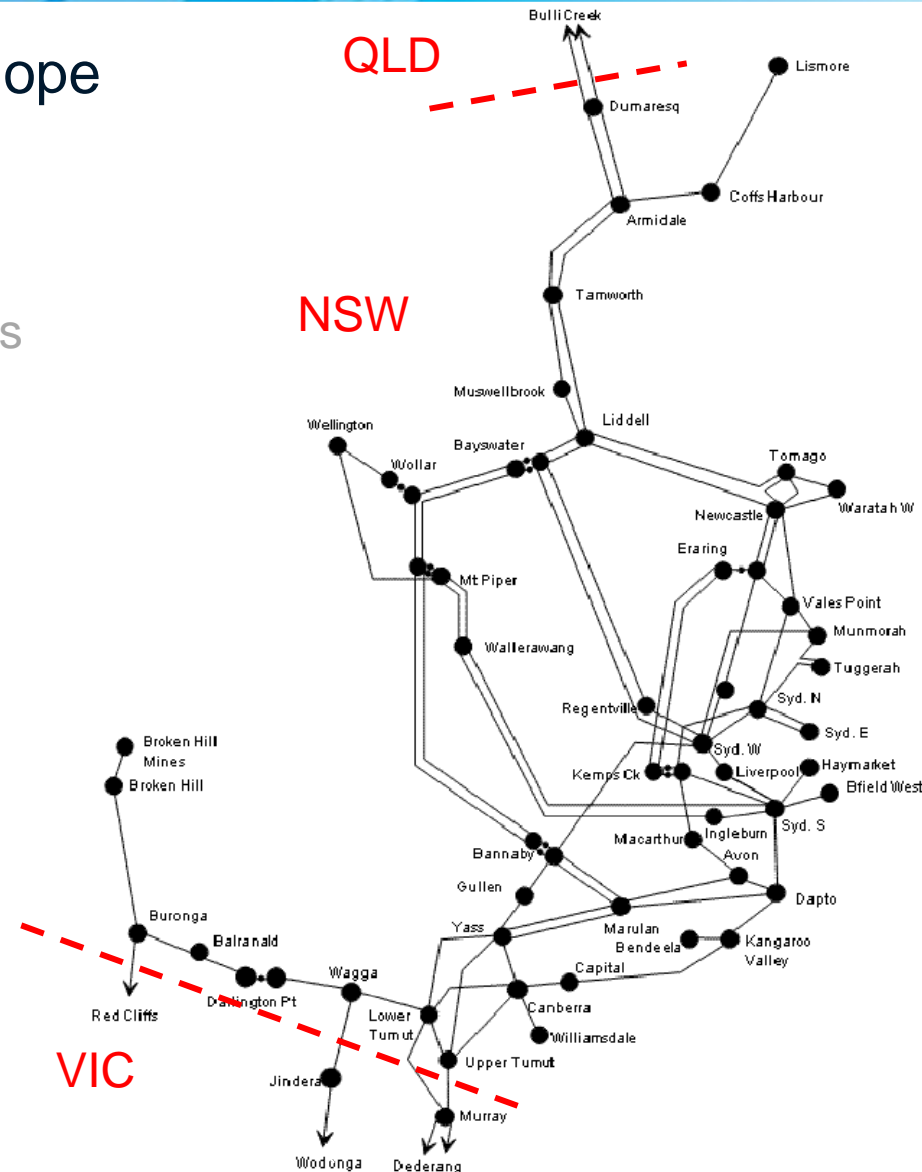 ope
s
QLD
NSW
VIC
Bulli Creek
Lismore
Dumaresq
Coffs Harbour
Armidale
Tamworth
Muswellbrook
Liddell
Wellington
Bayswater
Wollar
Tomago
Waratah W
Newcastle
Eraring
Mt Piper
Vales Point
Munmorah
Wallerawang
Tuggerah
Regentville
Syd. N
Syd. E
Syd. W
Broken Hill
Mines
Broken Hill
Kemps Ck
Liverpool
Haymarket
Bfield West
Syd. S
Macarthur
Ingleburn
Bannaby
Avon
Gullen
Dapto
Marulan
Yass
Buronga
Bendeela
Kangaroo
Valley
Balranald
Wagga
Capital
Darlington Pt
Canberra
Red Cliffs
Lower
Tumut
Williamsdale
Upper Tumut
Jindera
Murray
Wodonga
Dederang